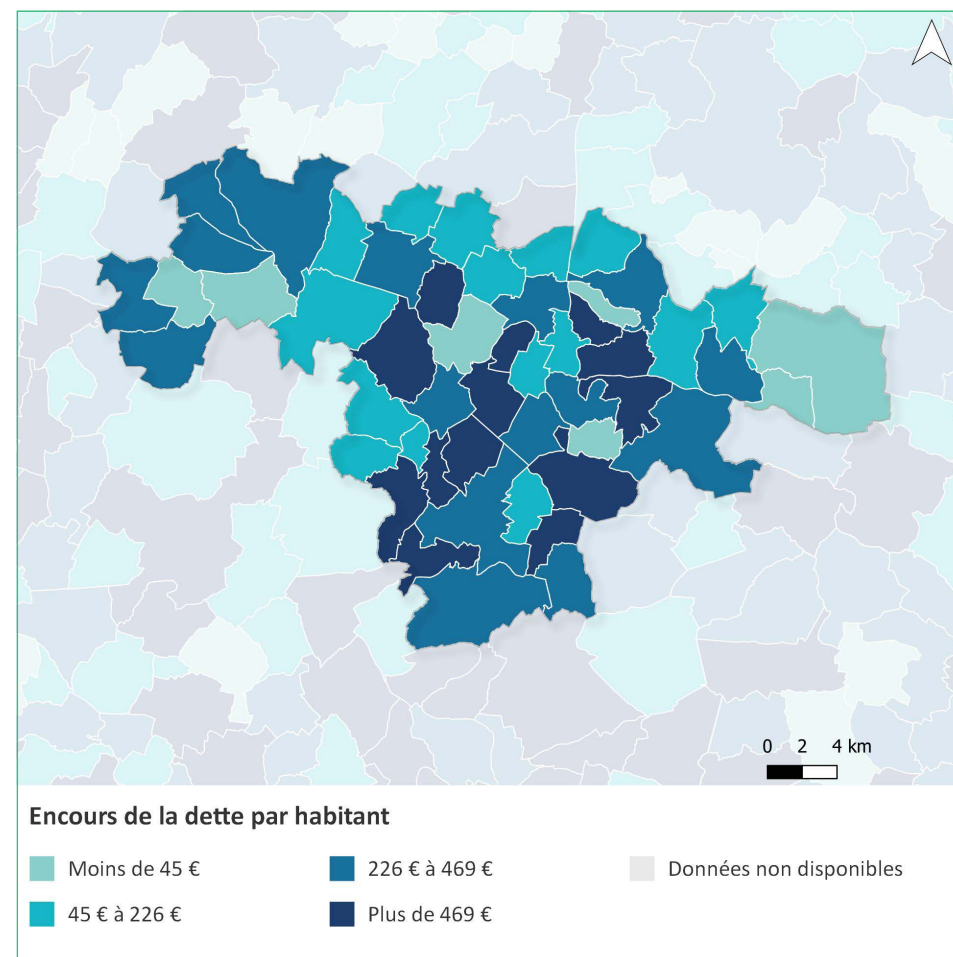 0 2 4 km
Encours de la dette par habitant
Moins de 45 €
226 € à 469 €
Données non disponibles
45 € à 226 €
Plus de 469 €